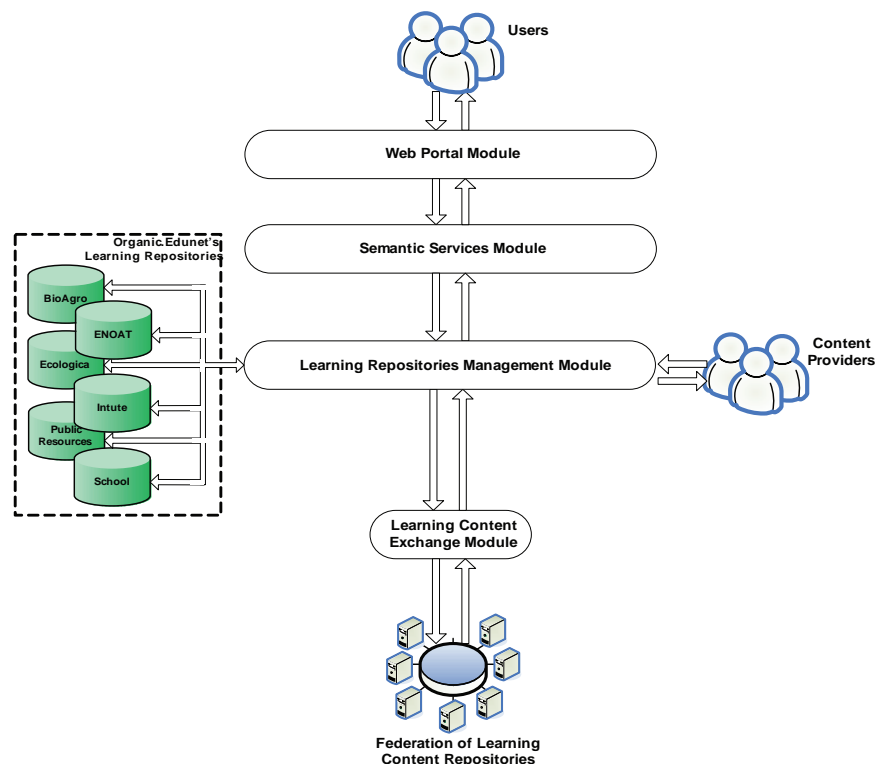 Users
Web Portal Module
Semantic Services Module
Organic.Edunet's
Learning Repositories
BioAgro
ENOAT
Ecologica
Intute
Public
Resources
School
Learning Repositories Management Module
Content
Providers
Learning Content
Exchange Module
Federation of Learning
Content Repositories